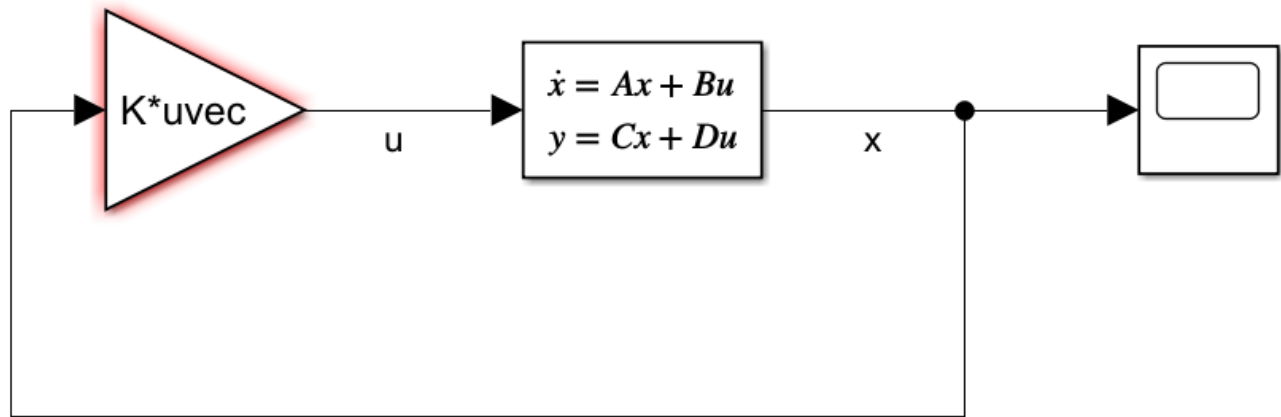 K*uvec
u
ẋ = Ax + Bu
y = Cx + Du
x